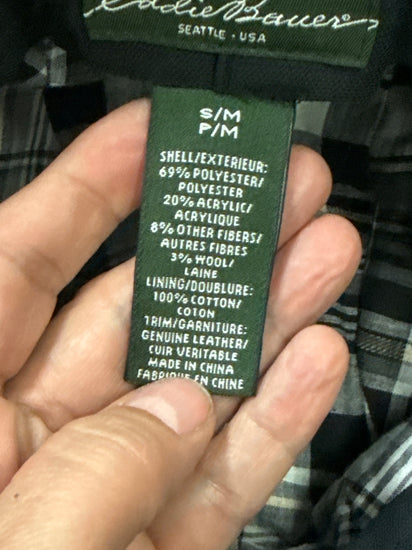 Eddie Bauer®
SEATTLE · USA
S/M
P/M
SHELL/EXTERIEUR:
69% POLYESTER/
POLYESTER
20% ACRYLIC/
ACRYLIQUE
8% OTHER FIBERS/
AUTRES FIBRES
3% WOOL/
LAINE
LINING/DOUBLURE:
100% COTTON/
COTON
TRIM/GARNITURE:
GENUINE LEATHER/
CUIR VERITABLE
MADE IN CHINA
FABRIQUE EN CHINE